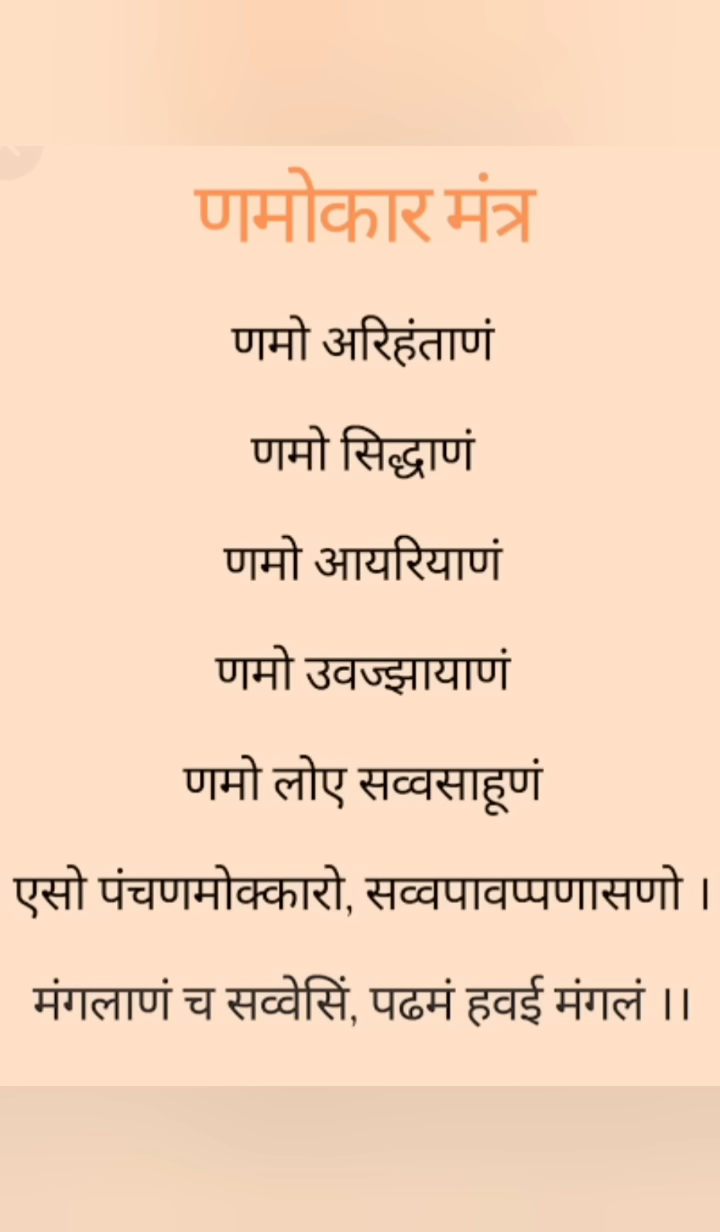 णमोकार मंत्र
णमो अरिहंताणं
णमो सिद्धाणं
णमो आयरियाणं
णमो उवज्झायाणं
णमो लोए सव्वसाहूणं
एसो पंचणमोक्कारो, सव्वपावप्पणासणो ।
मंगलाणं च सव्वेसिं, पढमं हवई मंगलं ।।